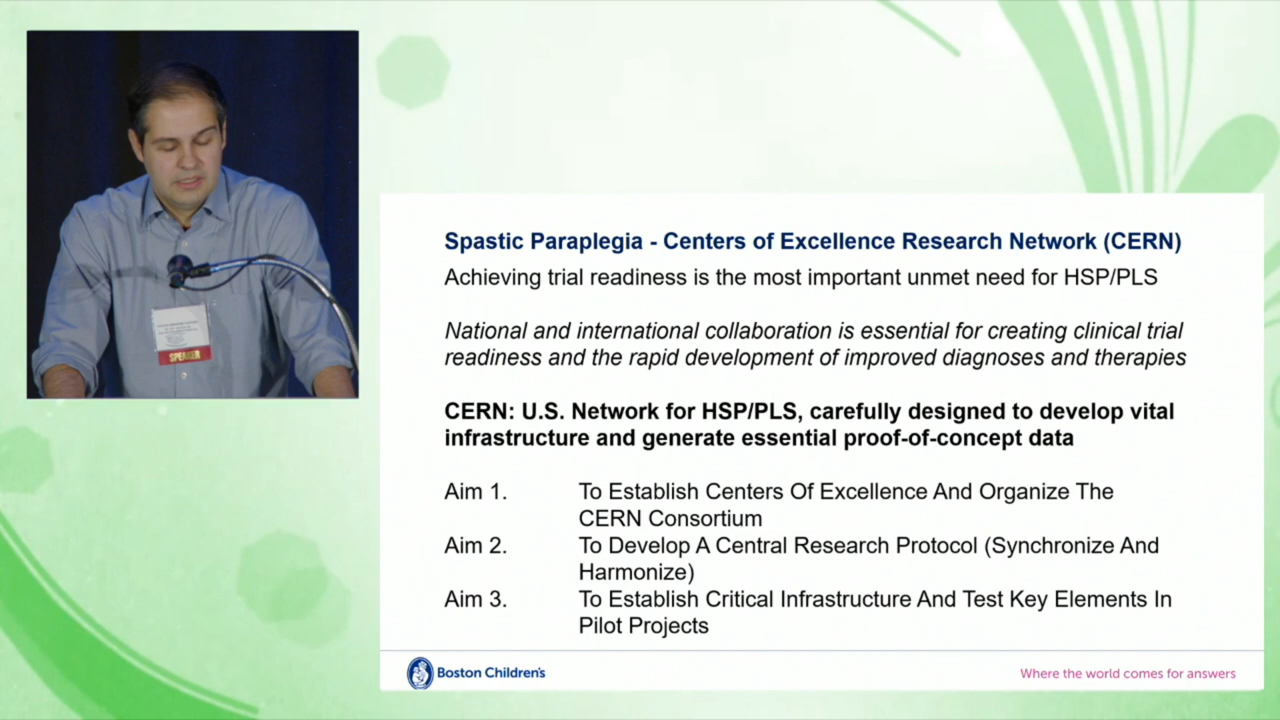 Spastic Paraplegia - Centers of Excellence Research Network (CERN)
Achieving trial readiness is the most important unmet need for HSP/PLS
National and international collaboration is essential for creating clinical trial
readiness and the rapid development of improved diagnoses and therapies
CERN: U.S. Network for HSP/PLS, carefully designed to develop vital
infrastructure and generate essential proof-of-concept data
Aim 1. To Establish Centers Of Excellence And Organize The
CERN Consortium
Aim 2. To Develop A Central Research Protocol (Synchronize And
Harmonize)
Aim 3. To Establish Critical Infrastructure And Test Key Elements In
Pilot Projects
Boston Children's
Where the world comes for answers
SPEAKER